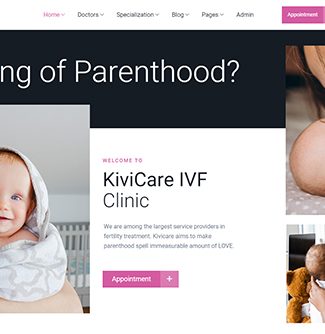 Home Doctors Specialization Blog Pages Admin Appointment
ng of Parenthood?
WELCOME TO
KiviCare IVF
Clinic
We are among the largest service providers in
fertility treatment. Kivicare aims to make
parenthood spell immeasurable amount of LOVE.
Appointment +